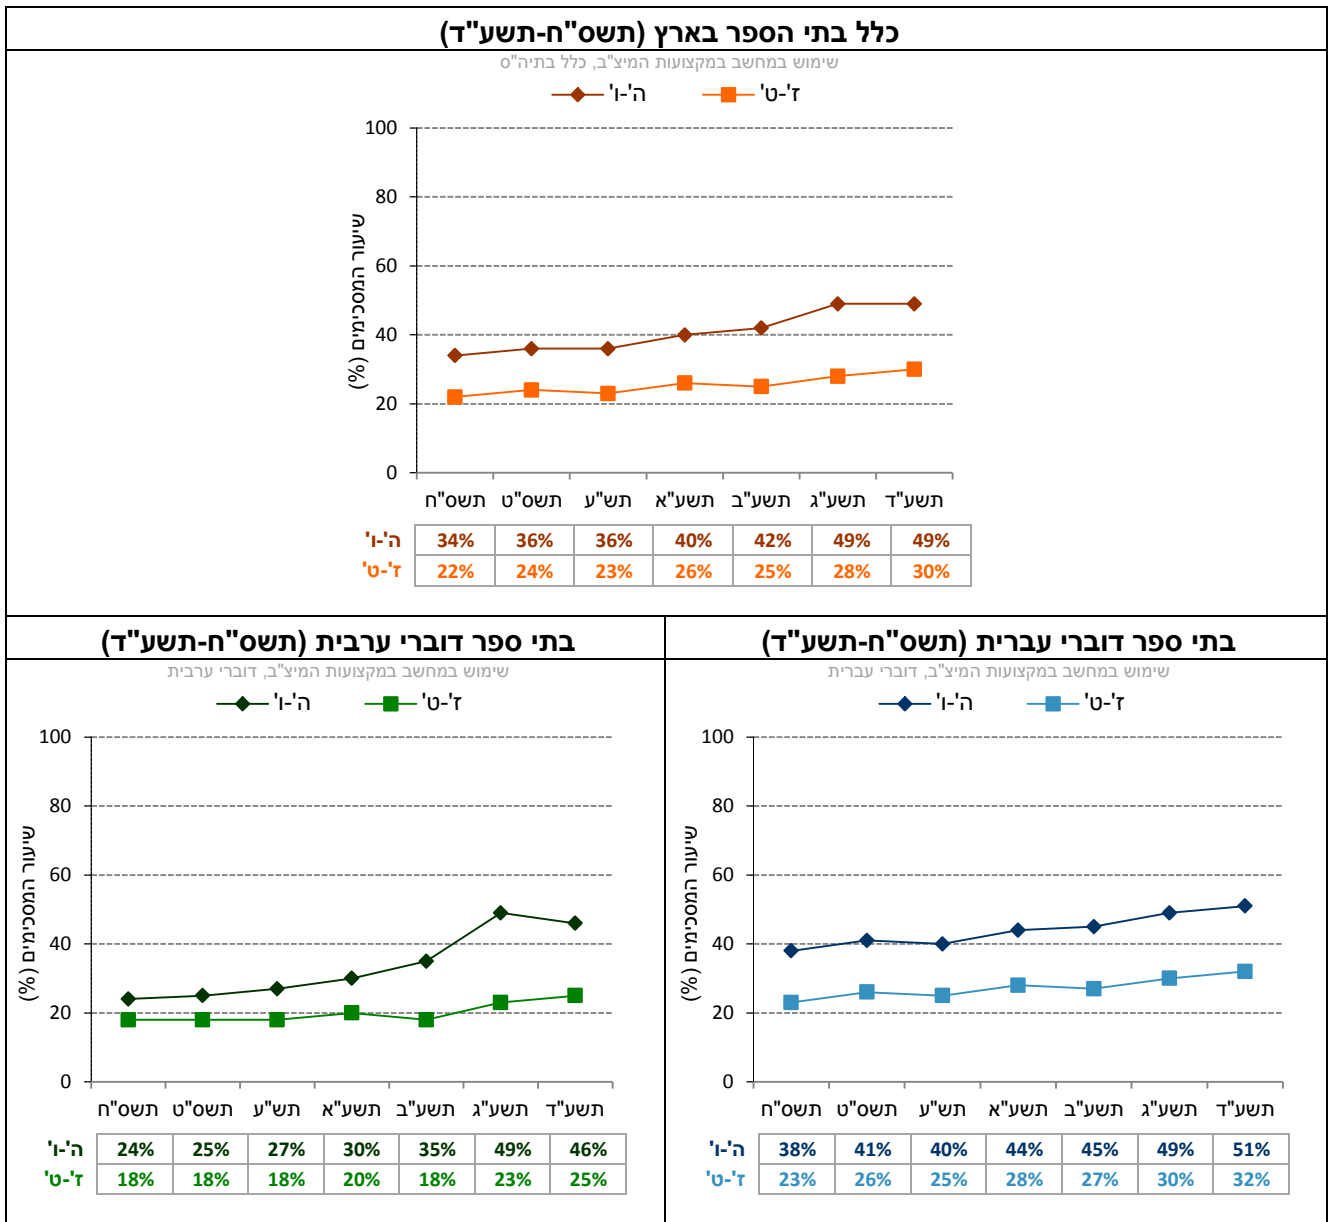 כלל בתי הספר בארץ (תשס"ח-תשע"ד)
שימוש במחשב במקצועות המיצ"ב, כלל בתיה"ס
ה'-ו' ז'-ט'
שיעור המסכימים (%)
100
80
60
40
20
0
תשס"ח תשס"ט תש"ע תשע"א תשע"ב תשע"ג תשע"ד
ה'-ו' 34% 36% 36% 40% 42% 49% 49%
ז'-ט' 22% 24% 23% 26% 25% 28% 30%
בתי ספר דוברי עברית (תשס"ח-תשע"ד)
שימוש במחשב במקצועות המיצ"ב, דוברי עברית
ה'-ו' ז'-ט'
שיעור המסכימים (%)
100
80
60
40
20
0
תשס"ח תשס"ט תש"ע תשע"א תשע"ב תשע"ג תשע"ד
ה'-ו' 38% 41% 40% 44% 45% 49% 51%
ז'-ט' 23% 26% 25% 28% 27% 30% 32%
בתי ספר דוברי ערבית (תשס"ח-תשע"ד)
שימוש במחשב במקצועות המיצ"ב, דוברי ערבית
ה'-ו' ז'-ט'
שיעור המסכימים (%)
100
80
60
40
20
0
תשס"ח תשס"ט תש"ע תשע"א תשע"ב תשע"ג תשע"ד
ה'-ו' 24% 25% 27% 30% 35% 49% 46%
ז'-ט' 18% 18% 18% 20% 18% 23% 25%